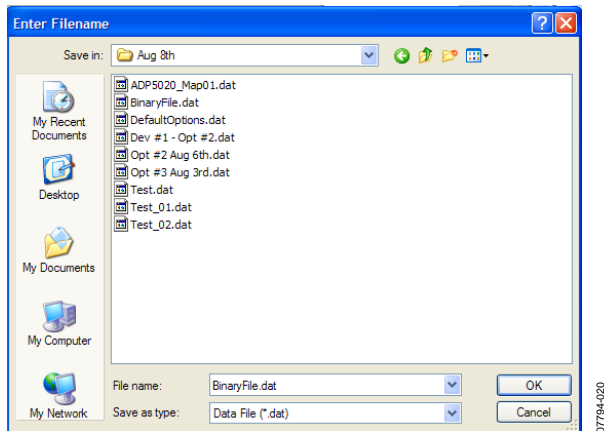 Enter Filename
Save in:
Aug 8th
My Recent
Documents
Desktop
My Documents
My Computer
My Network
ADP5020_Map01.dat
BinaryFile.dat
DefaultOptions.dat
Dev #1 - Opt #2.dat
Opt #2 Aug 6th.dat
Opt #3 Aug 3rd.dat
Test.dat
Test_01.dat
Test_02.dat
File name:
BinaryFile.dat
OK
Save as type:
Data File (*.dat)
Cancel
07794-020